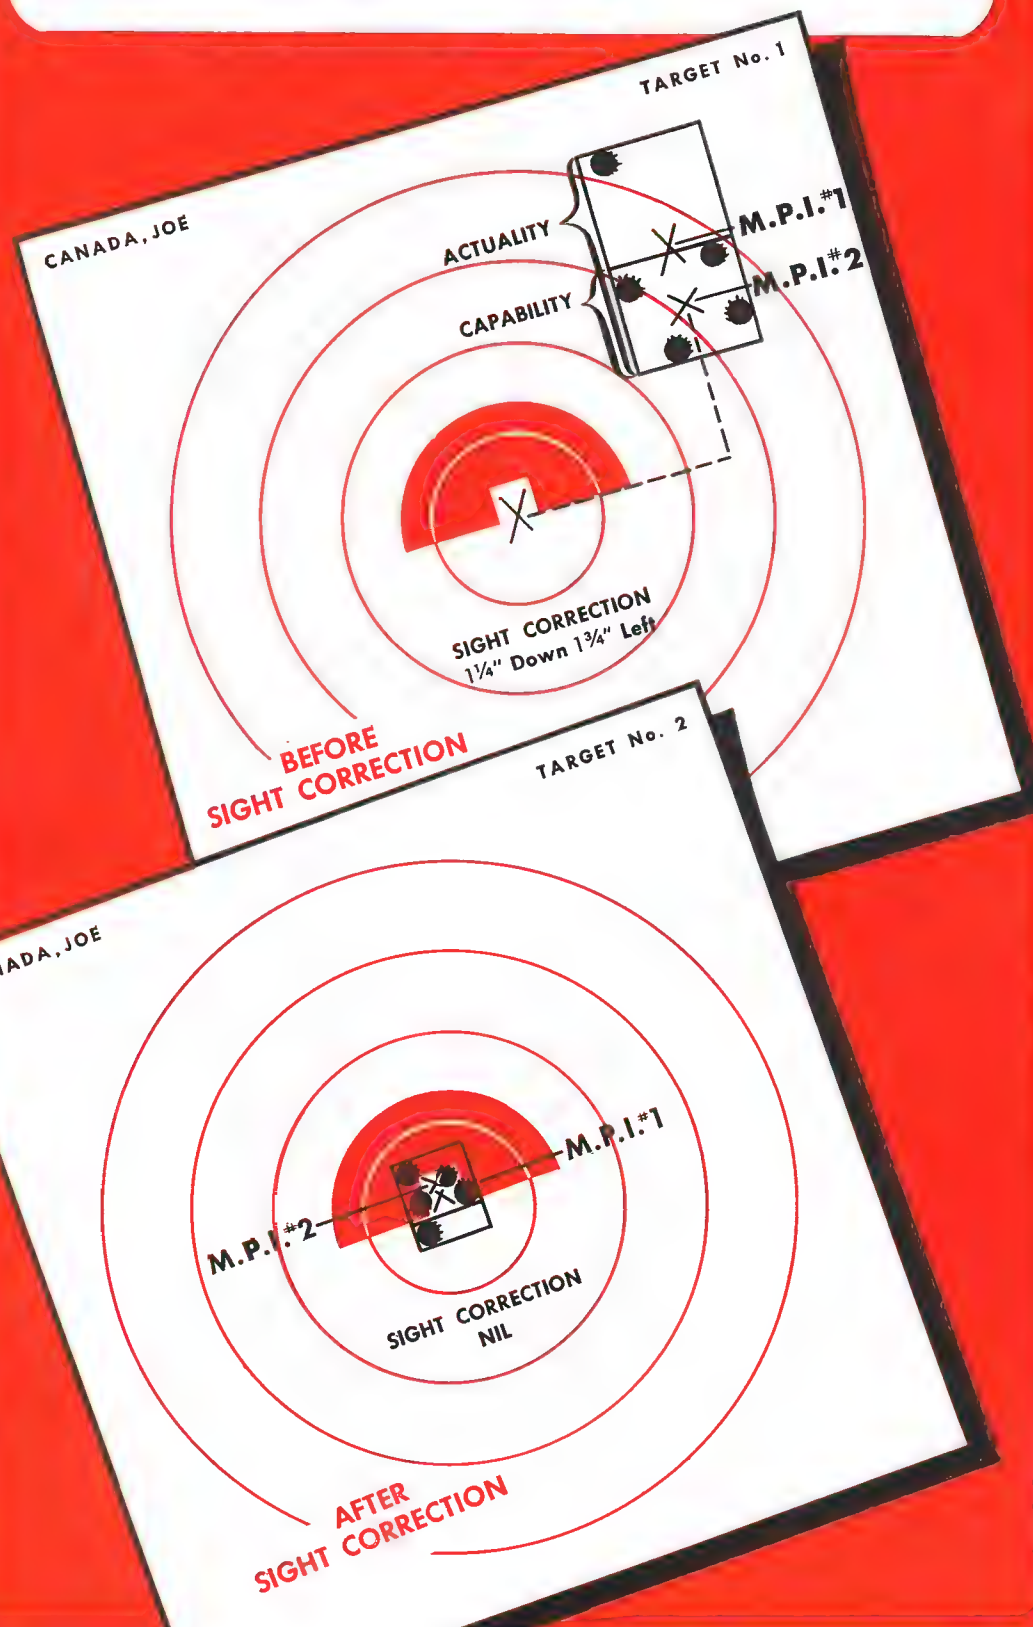 TARGET No. 1
CANADA, JOE
ACTUALITY
M.P.I.#1
M.P.I.#2
CAPABILITY
SIGHT CORRECTION
1¼" Down 1¾" Left
BEFORE
SIGHT CORRECTION
TARGET No. 2
NADA, JOE
M.P.I.#1
M.P.I.#2
SIGHT CORRECTION
NIL
AFTER
SIGHT CORRECTION